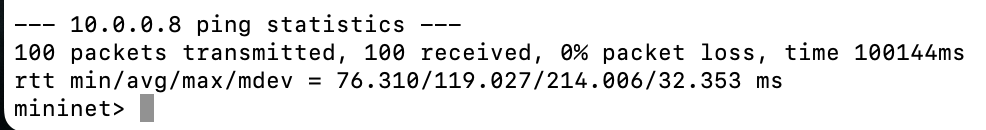 --- 10.0.0.8 ping statistics ---
100 packets transmitted, 100 received, 0% packet loss, time 100144ms
rtt min/avg/max/mdev = 76.310/119.027/214.006/32.353 ms
mininet>